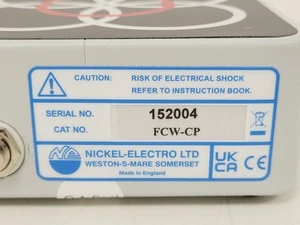 CAUTION: RISK OF ELECTRICAL SHOCK
REFER TO INSTRUCTION BOOK.
SERIAL NO. 152004
CAT NO. FCW-CP
NICKEL-ELECTRO LTD
WESTON-S-MARE SOMERSET
Made in England
UK
CA CE